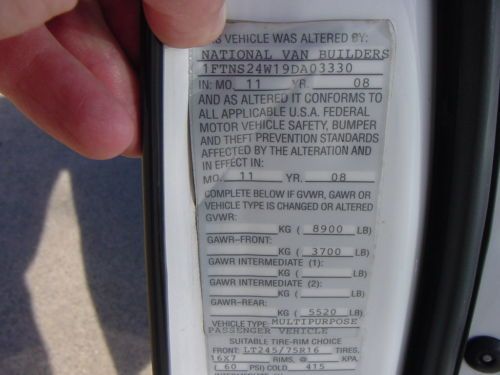 THIS VEHICLE WAS ALTERED BY:
NATIONAL VAN BUILDERS
1FTNS24W19DA03330
IN: MO. 11 YR. 08
AND AS ALTERED IT CONFORMS TO
ALL APPLICABLE U.S.A. FEDERAL
MOTOR VEHICLE SAFETY, BUMPER
AND THEFT PREVENTION STANDARDS
AFFECTED BY THE ALTERATION AND
IN EFFECT IN:
MO. 11 YR. 08
COMPLETE BELOW IF GVWR, GAWR OR
VEHICLE TYPE IS CHANGED OR ALTERED
GVWR:
KG ( 8900 LB)
GAWR-FRONT:
KG ( 3700 LB)
GAWR INTERMEDIATE (1):
KG ( LB)
GAWR INTERMEDIATE (2):
KG ( LB)
GAWR-REAR:
KG ( 5520 LB)
VEHICLE TYPE: MULTIPURPOSE
PASSENGER VEHICLE
SUITABLE TIRE-RIM CHOICE
FRONT: LT245/75R16 TIRES,
16X7 RIMS, @ KPA.
( 60 PSI) COLD 415